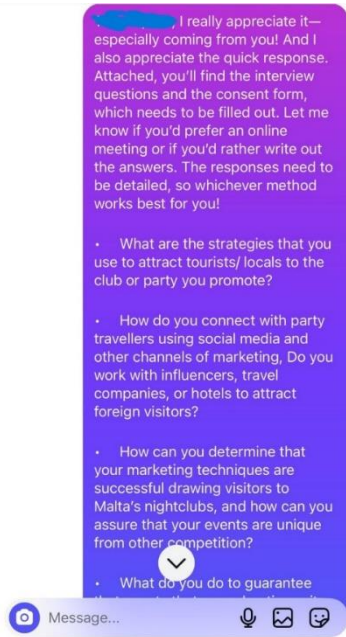 I really appreciate it—
especially coming from you! And I
also appreciate the quick response.
Attached, you'll find the interview
questions and the consent form,
which needs to be filled out. Let me
know if you'd prefer an online
meeting or if you'd rather write out
the answers. The responses need to
be detailed, so whichever method
works best for you!
• What are the strategies that you
use to attract tourists/ locals to the
club or party you promote?
• How do you connect with party
travellers using social media and
other channels of marketing, Do you
work with influencers, travel
companies, or hotels to attract
foreign visitors?
• How can you determine that
your marketing techniques are
successful drawing visitors to
Malta's nightclubs, and how can you
assure that your events are unique
from other competition?
• What do you do to guarantee
Message...